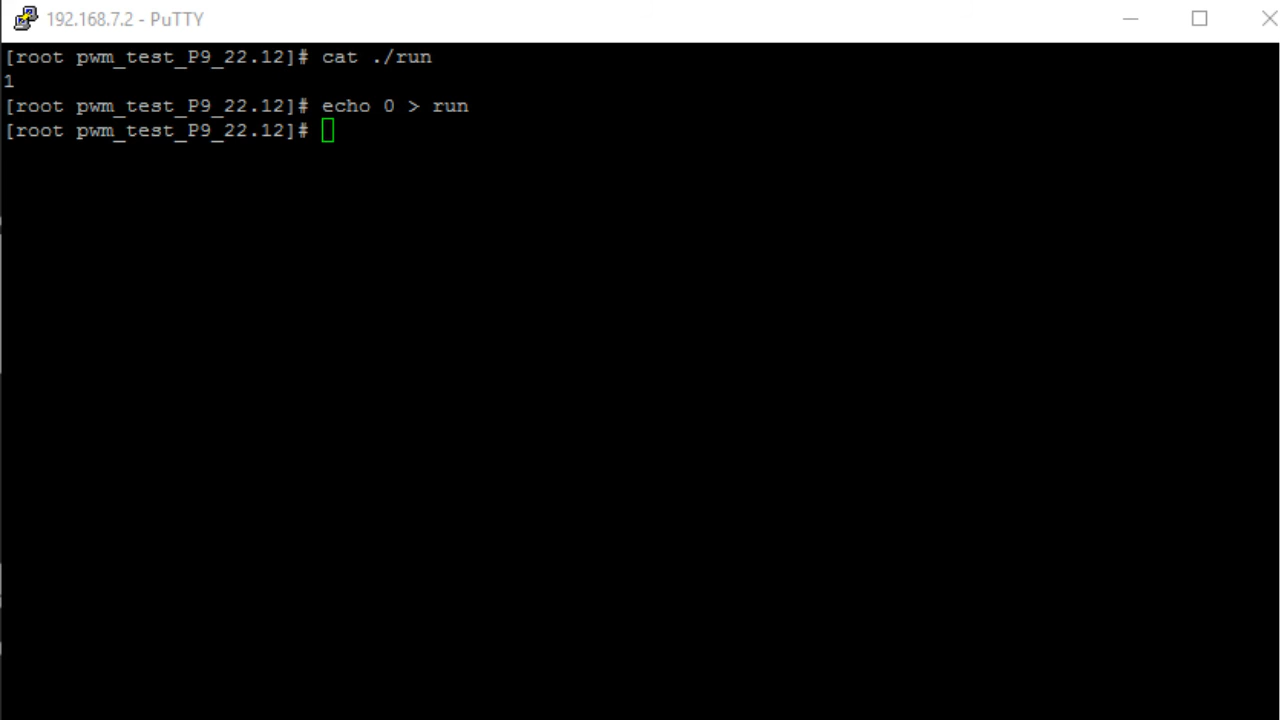 192.168.7.2 - PuTTY
[root pwm_test_P9_22.12]# cat ./run
1
[root pwm_test_P9_22.12]# echo 0 > run
[root pwm_test_P9_22.12]#